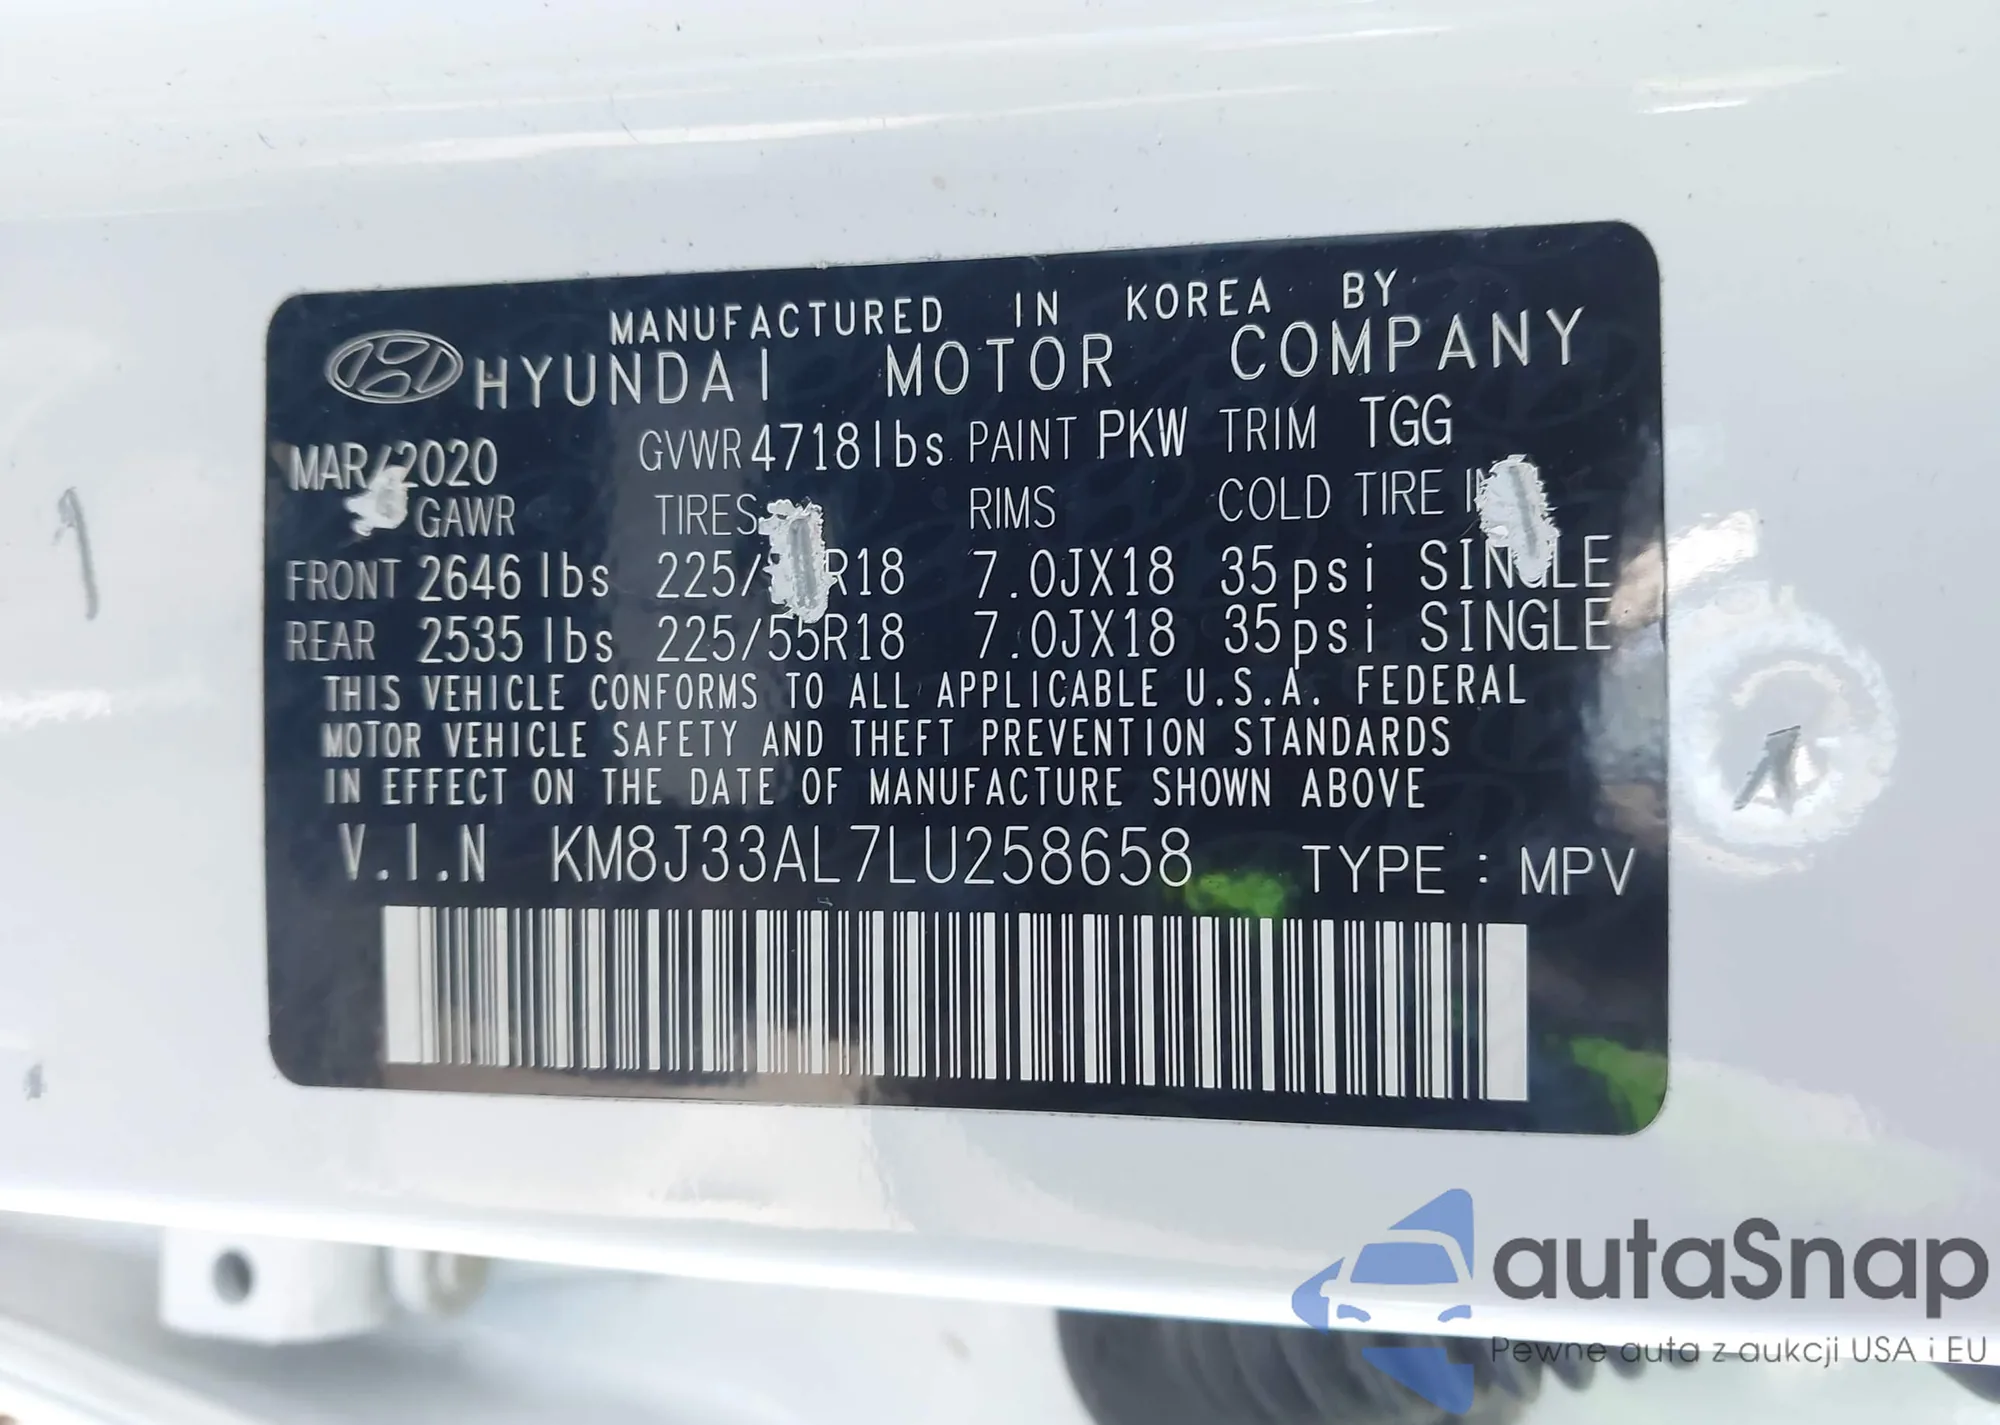 MANUFACTURED IN KOREA BY
HYUNDAI MOTOR COMPANY
MAR/2020 GVWR 4718lbs PAINT PKW TRIM TGG
GAWR TIRES RIMS COLD TIRE
FRONT 2646 lbs 225/ R18 7.0JX18 35psi SINGLE
REAR 2535 lbs 225/55R18 7.0JX18 35psi SINGLE
THIS VEHICLE CONFORMS TO ALL APPLICABLE U.S.A. FEDERAL
MOTOR VEHICLE SAFETY AND THEFT PREVENTION STANDARDS
IN EFFECT ON THE DATE OF MANUFACTURE SHOWN ABOVE
V.I.N KM8J33AL7LU258658 TYPE : MPV
autaSnap
Pewne auta z aukcji USA i EU